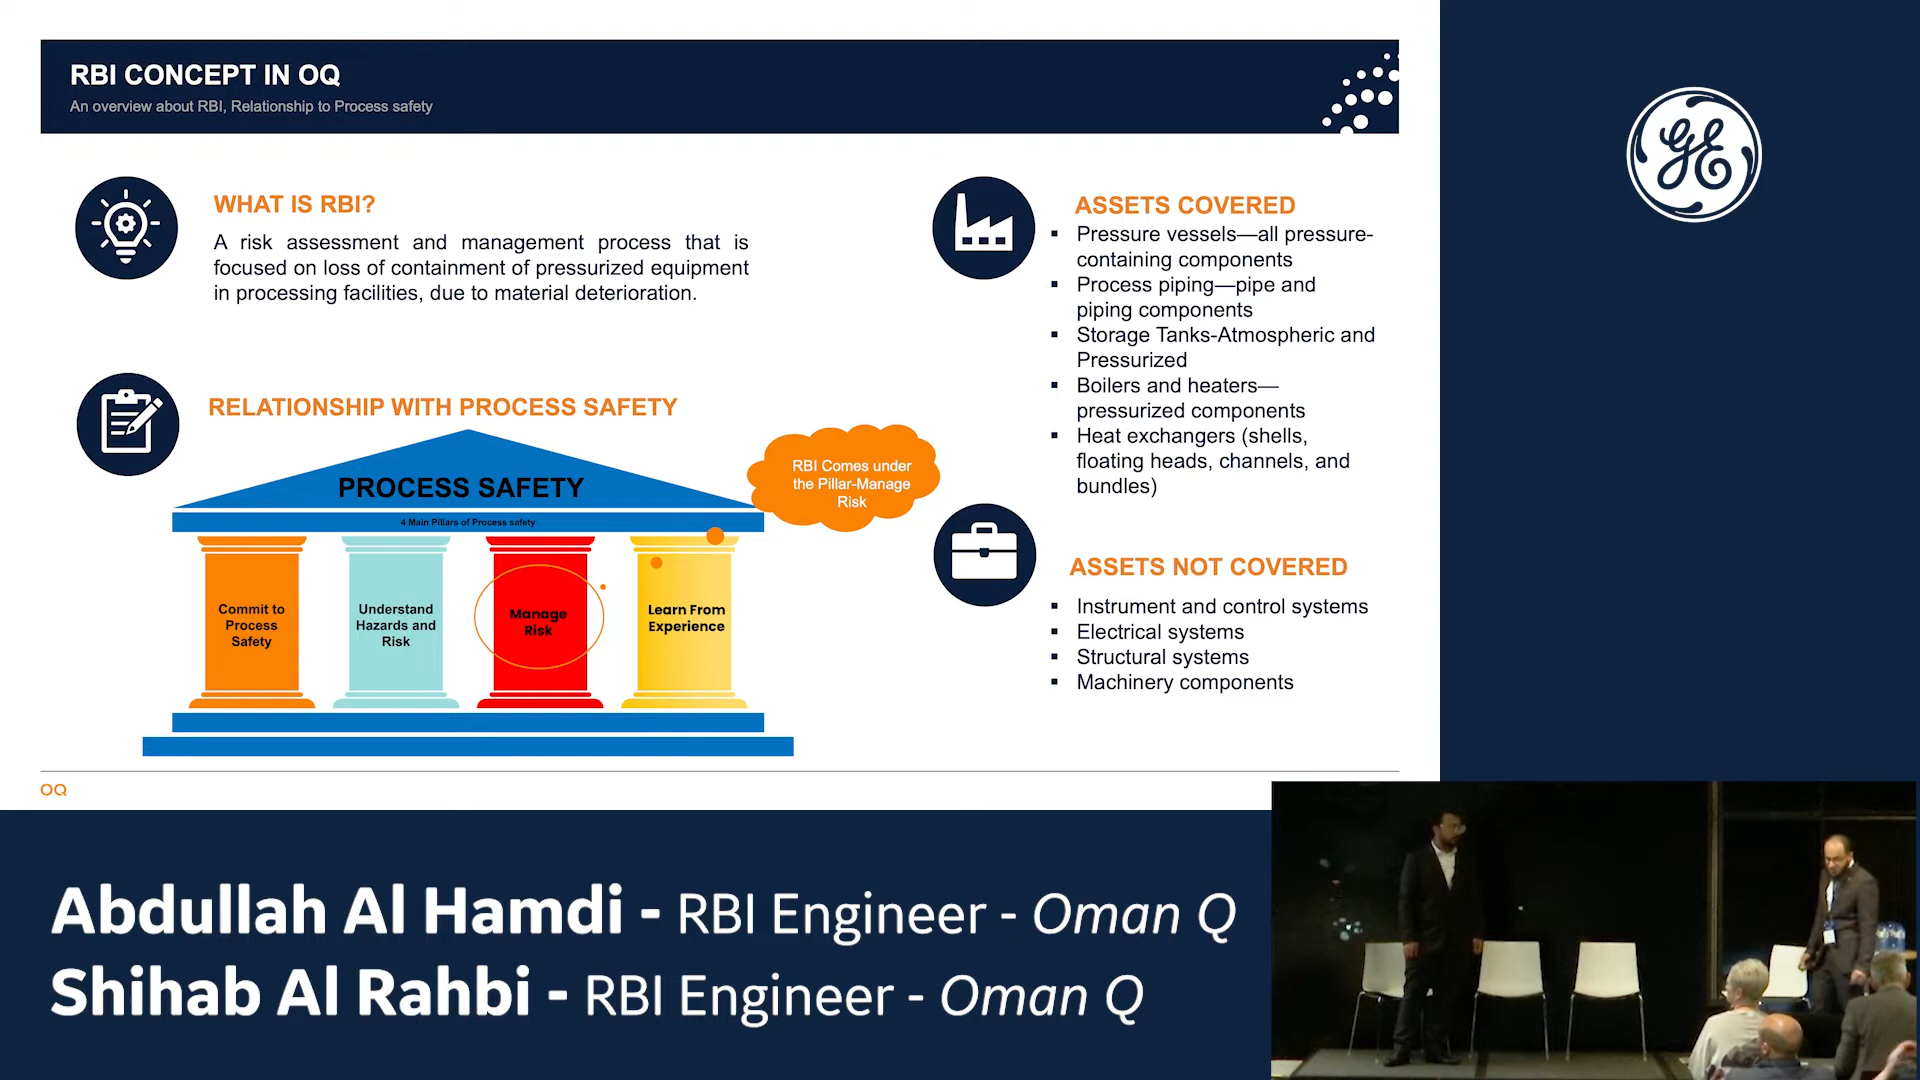 RBI CONCEPT IN OQ
An overview about RBI, Relationship to Process safety
WHAT IS RBI?
A risk assessment and management process that is
focused on loss of containment of pressurized equipment
in processing facilities, due to material deterioration.
RELATIONSHIP WITH PROCESS SAFETY
PROCESS SAFETY
4 Main Pillars of Process safety
Commit to
Process
Safety
Understand
Hazards and
Risk
Manage
Risk
Learn From
Experience
RBI Comes under
the Pillar-Manage
Risk
ASSETS COVERED
▪ Pressure vessels—all pressure-
containing components
▪ Process piping—pipe and
piping components
▪ Storage Tanks-Atmospheric and
Pressurized
▪ Boilers and heaters—
pressurized components
▪ Heat exchangers (shells,
floating heads, channels, and
bundles)
ASSETS NOT COVERED
▪ Instrument and control systems
▪ Electrical systems
▪ Structural systems
▪ Machinery components
OQ
GE
Abdullah Al Hamdi - RBI Engineer - Oman Q
Shihab Al Rahbi - RBI Engineer - Oman Q